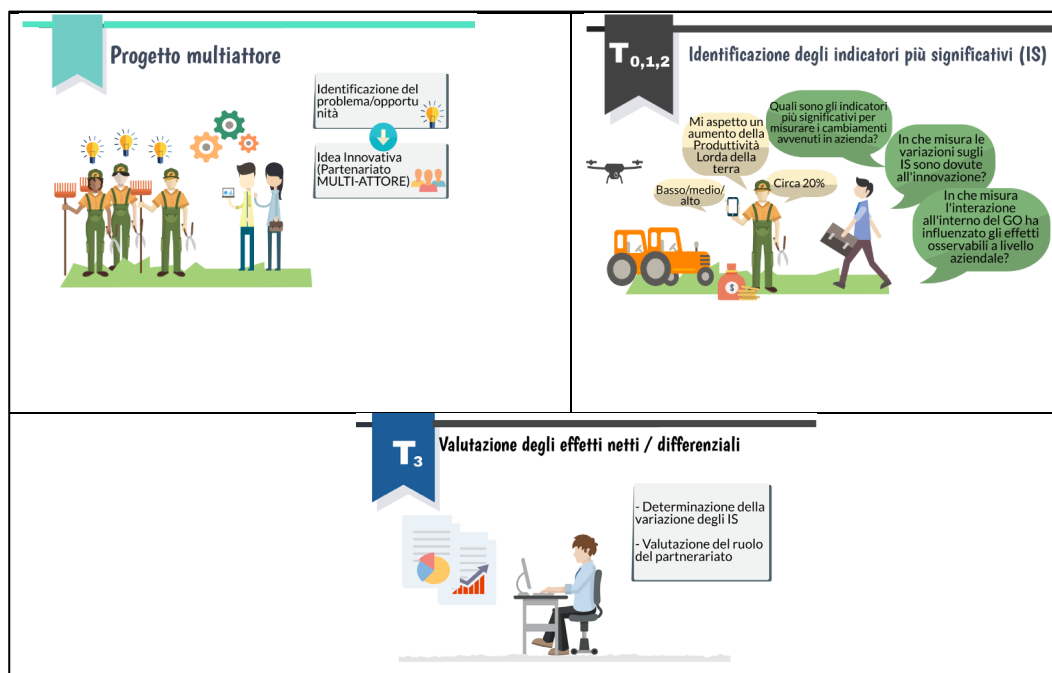 Progetto multiattore
Identificazione del
problema/opportu
nità
Idea Innovativa
(Partenariato
MULTI-ATTORE)
T0,1,2
Identificazione degli indicatori più significativi (IS)
Mi aspetto un
aumento della
Produttività
Lorda della
terra
Quali sono gli indicatori
più significativi per
misurare i cambiamenti
avvenuti in azienda?
In che misura le
variazioni sugli
IS sono dovute
all'innovazione?
Basso/medio/
alto
Circa 20%
In che misura
l'interazione
all'interno del GO ha
influenzato gli effetti
osservabili a livello
aziendale?
$
T3
Valutazione degli effetti netti / differenziali
- Determinazione della
variazione degli IS
- Valutazione del ruolo
del partnerariato